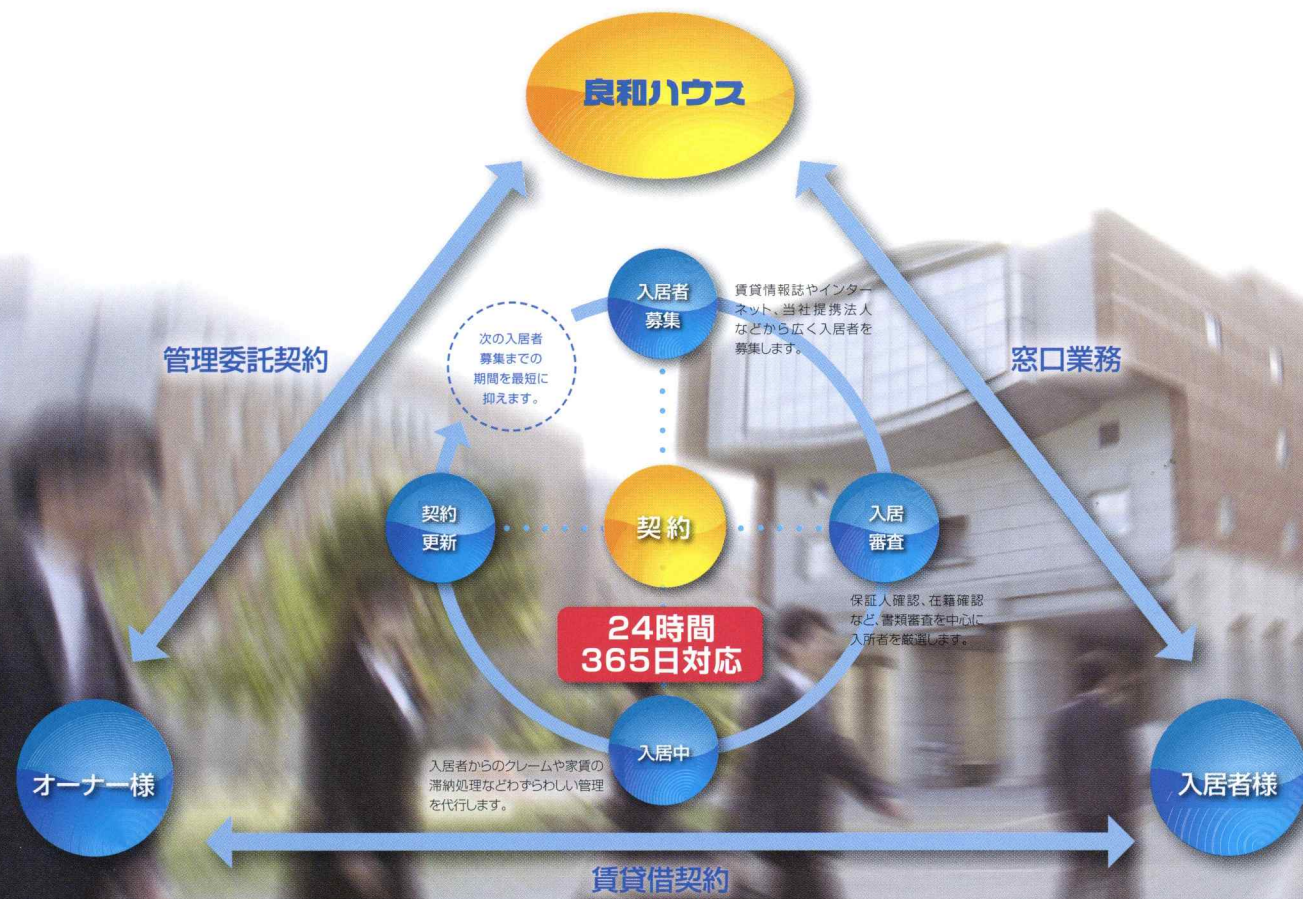 良和ハウス
管理委託契約
窓口業務
入居者
募集
賃貸情報誌やインター
ネット、当社提携法人
などから広く入居者を
募集します。
次の入居者
募集までの
期間を最短に
抑えます。
契約
更新
契約
入居
審査
保証人確認、在籍確認
など、書類審査を中心に
入所者を厳選します。
24時間
365日対応
入居中
入居者からのクレームや家賃の
滞納処理などわずらわしい管理
を代行します。
オーナー様
入居者様
賃貸借契約